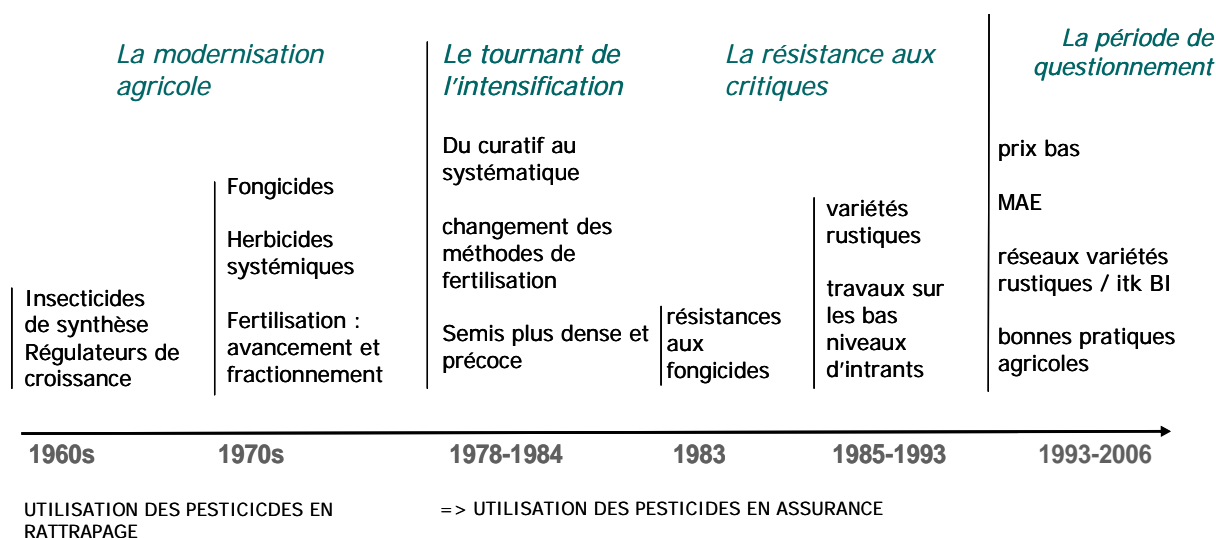 La modernisation
agricole
Le tournant de
l'intensification
La résistance aux
critiques
La période de
questionnement
Insecticides
de synthèse
Régulateurs de
croissance
Fongicides
Herbicides
systémiques
Fertilisation :
avancement et
fractionnement
Du curatif au
systématique
changement des
méthodes de
fertilisation
Semis plus dense et
précoce
résistances
aux
fongicides
variétés
rustiques
travaux sur
les bas
niveaux
d'intrants
prix bas
MAE
réseaux variétés
rustiques / itk BI
bonnes pratiques
agricoles
1960s
1970s
1978-1984
1983
1985-1993
1993-2006
UTILISATION DES PESTICICDES EN
RATTRAPAGE
=> UTILISATION DES PESTICIDES EN ASSURANCE